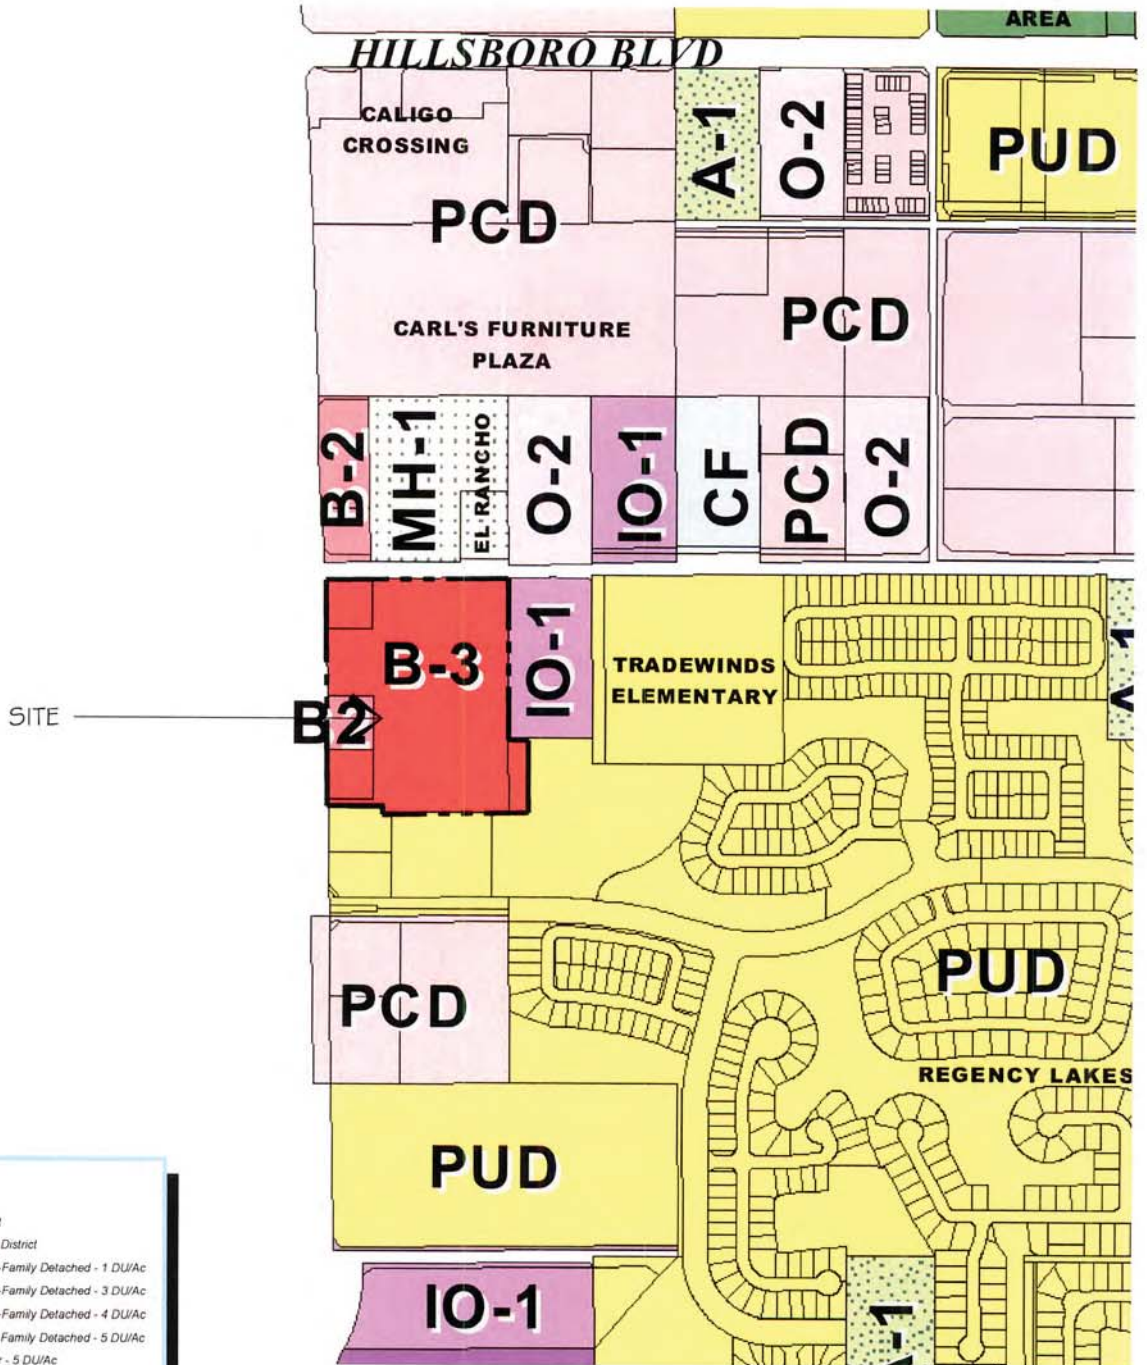 AREA
HILLSBORO BLVD
CALIGO
CROSSING
PCD
A-1
O-2
PUD
CARL'S FURNITURE
PLAZA
PCD
B-2
MH-1
EL RANCHO
O-2
IO-1
CF
PCD
O-2
B-3
IO-1
TRADEWINDS
ELEMENTARY
A-1
SITE
B2
PCD
PUD
REGENCY LAKES
PUD
District
-Family Detached - 1 DU/Ac
-Family Detached - 3 DU/Ac
-Family Detached - 4 DU/Ac
Family Detached - 5 DU/Ac
- 5 DU/Ac
IO-1
A-1